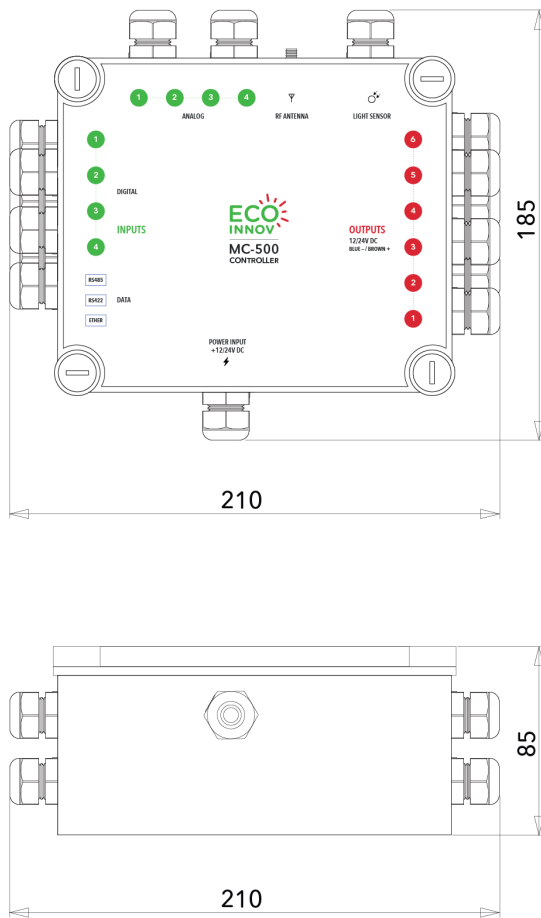 1 2 3 4
ANALOG
RF ANTENNA
LIGHT SENSOR
1
2
DIGITAL
3
INPUTS
4
RS485
RS422
DATA
ETHER
ECO
INNOV
MC-500
CONTROLLER
6
5
4
OUTPUTS
12/24V DC
3
BLUE – / BROWN +
2
1
POWER INPUT
+12/24V DC
185
210
85
210